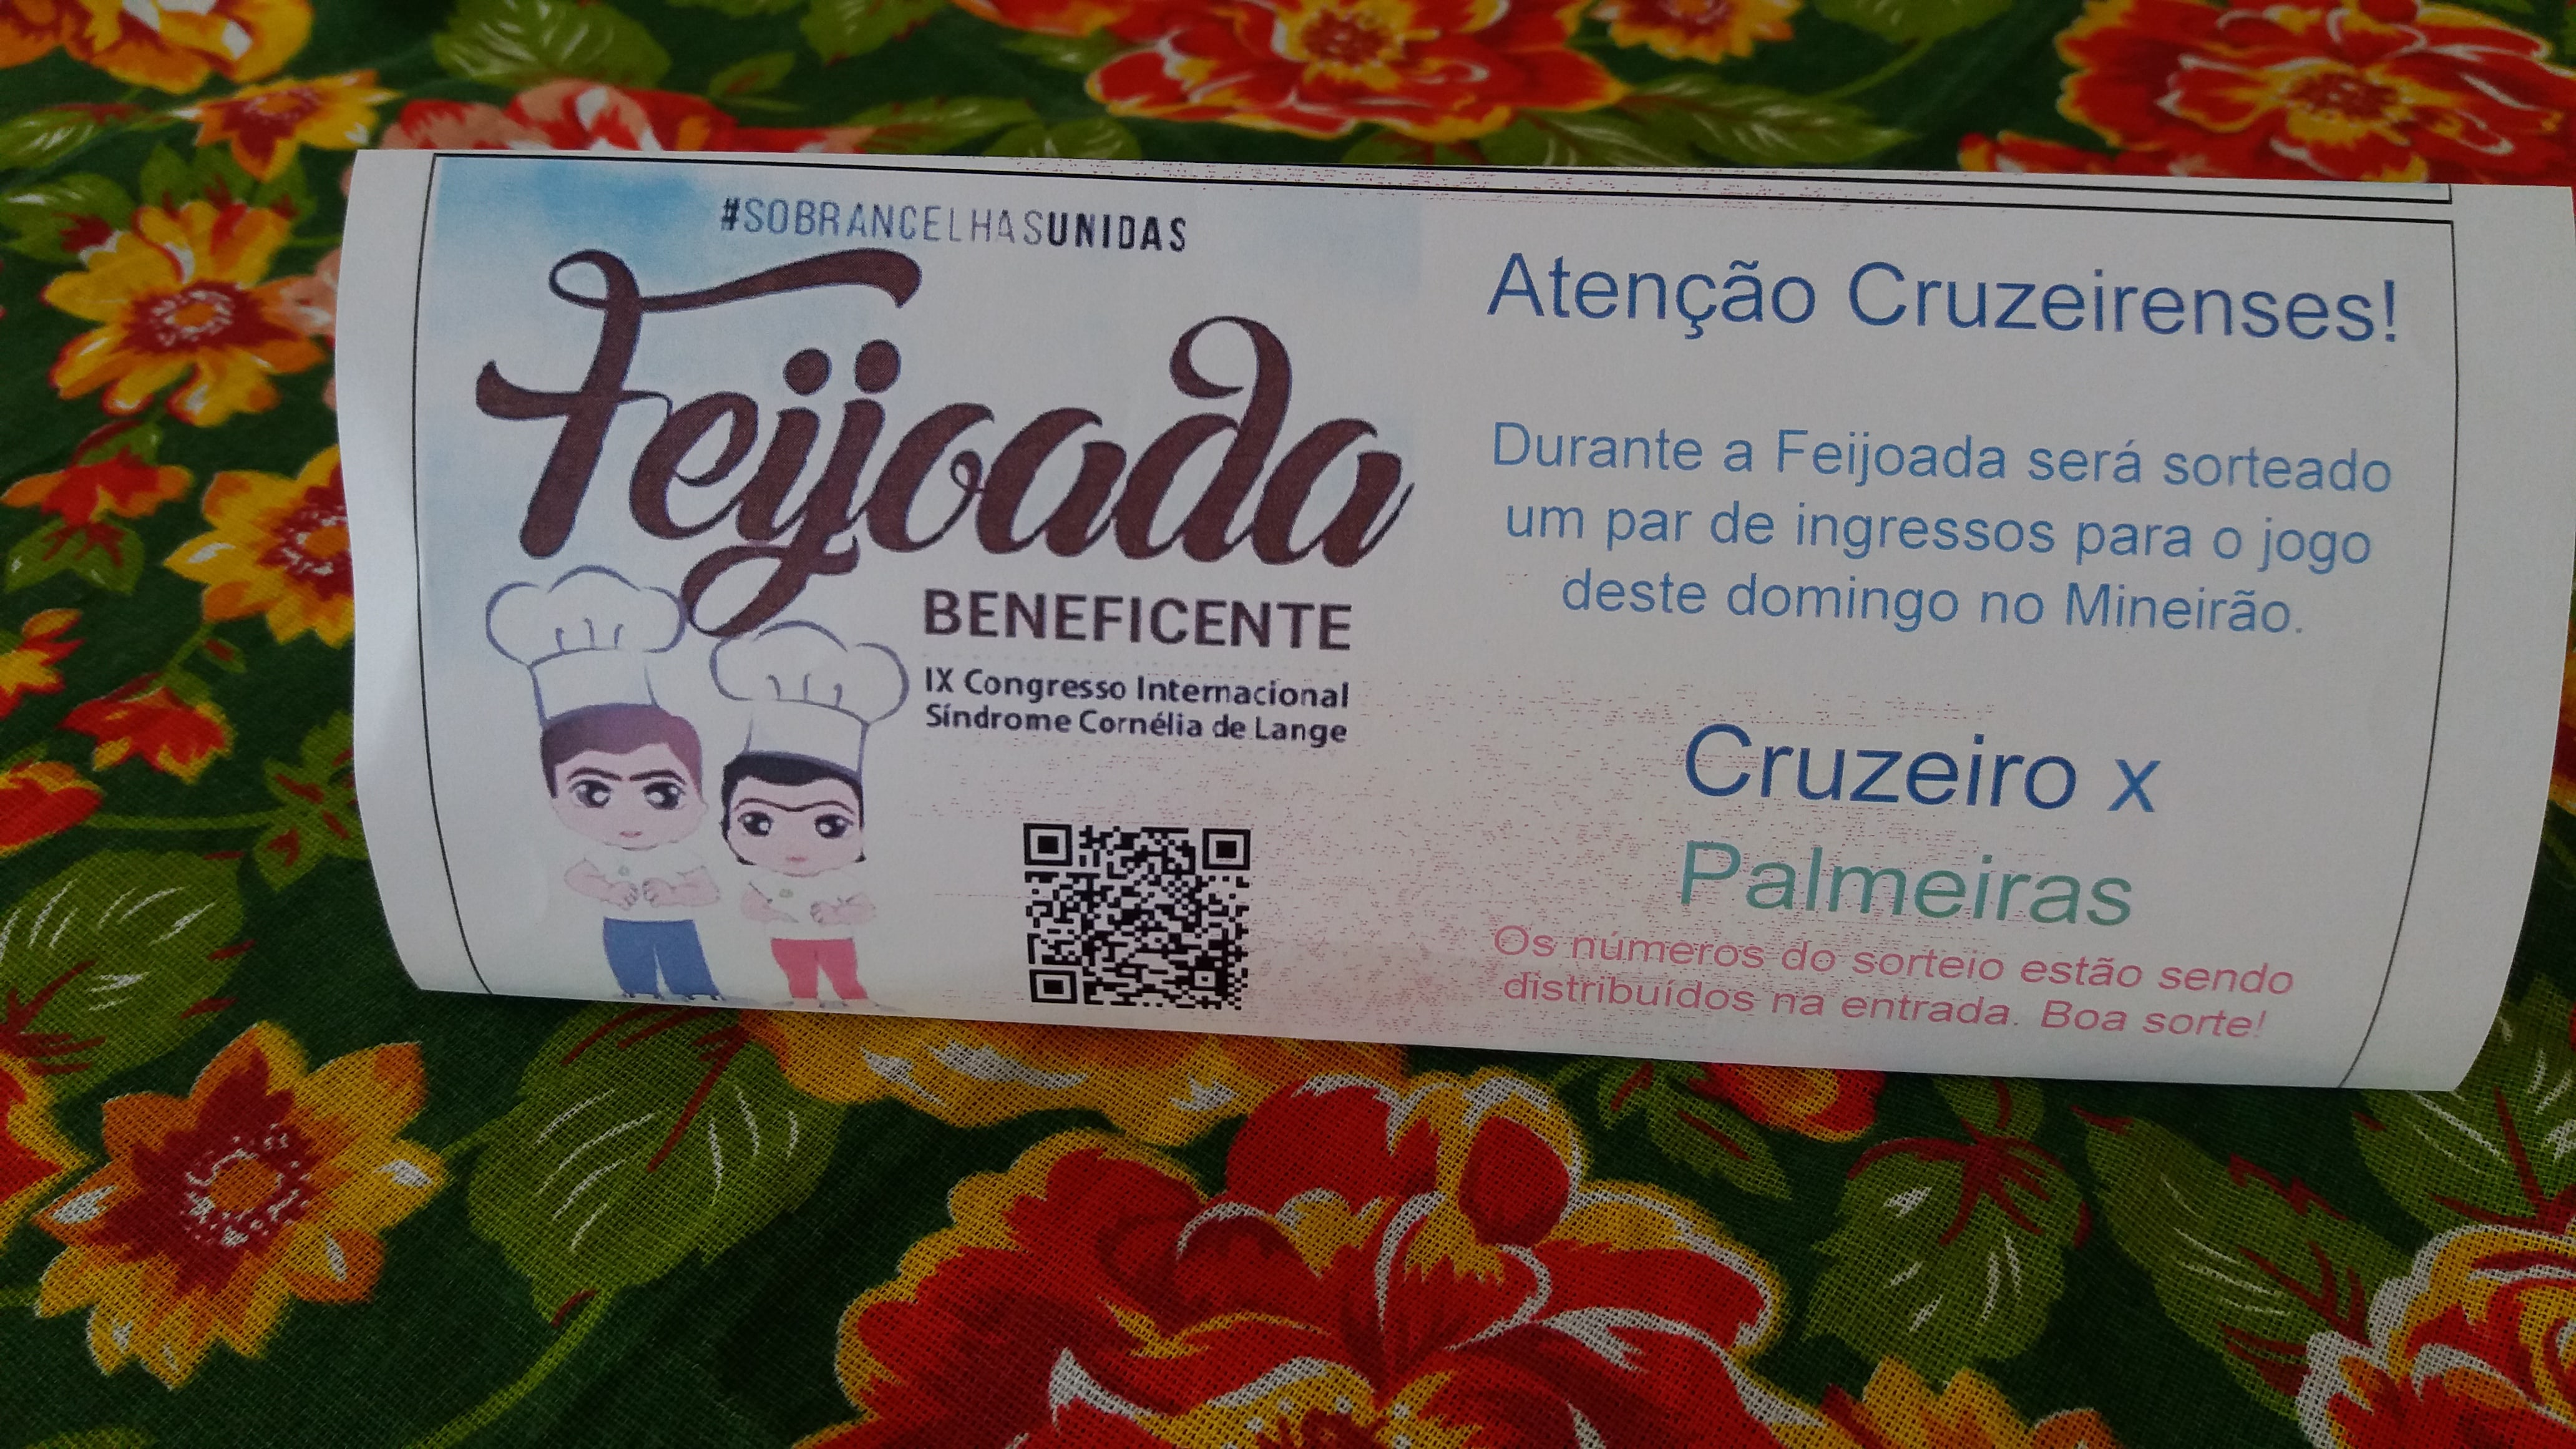 #SOBRANCELHASUNIDAS
Feijoada
BENEFICENTE
IX Congresso Internacional
Síndrome Cornélia de Lange
Atenção Cruzeirenses!
Durante a Feijoada será sorteado
um par de ingressos para o jogo
deste domingo no Mineirão.
Cruzeiro x
Palmeiras
Os números do sorteio estão sendo
distribuídos na entrada. Boa sorte!